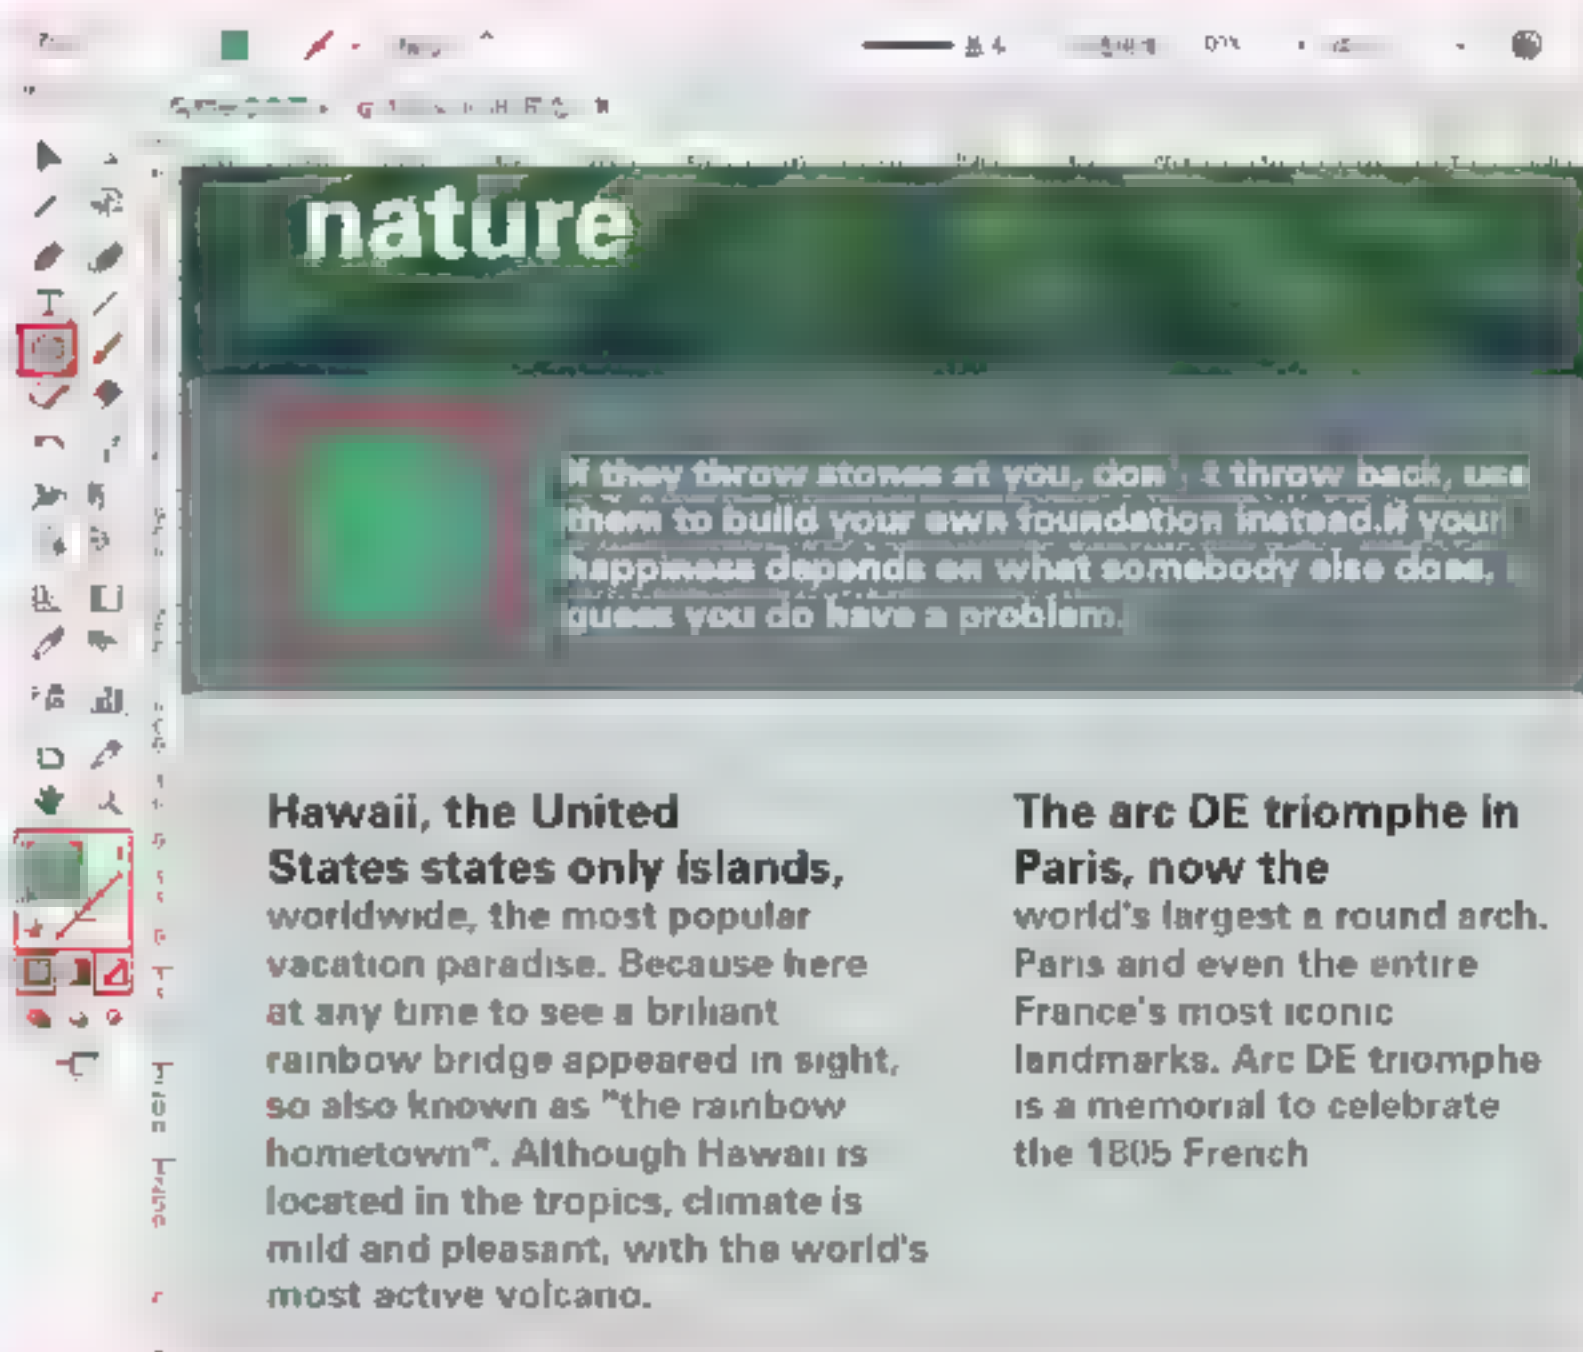 nature
If they throw stones at you, don't throw back, use
them to build your own foundation instead.If your
happiness depends on what somebody else does,
guess you do have a problem.
Hawaii, the United
States states only islands,
worldwide, the most popular
vacation paradise. Because here
at any time to see a briliant
rainbow bridge appeared in sight,
so also known as "the rainbow
hometown". Although Hawaii is
located in the tropics, climate is
mild and pleasant, with the world's
most active volcano.
The arc DE triomphe in
Paris, now the
world's largest a round arch.
Paris and even the entire
France's most iconic
landmarks. Arc DE triomphe
is a memorial to celebrate
the 1805 French